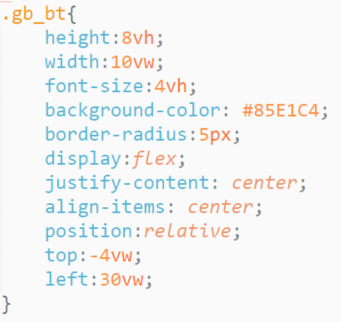 .gb_bt{
height:8vh;
width:10vw;
font-size:4vh;
background-color: #85E1C4;
border-radius:5px;
display:flex;
justify-content: center;
align-items: center;
position:relative;
top:-4vw;
left:30vw;
}